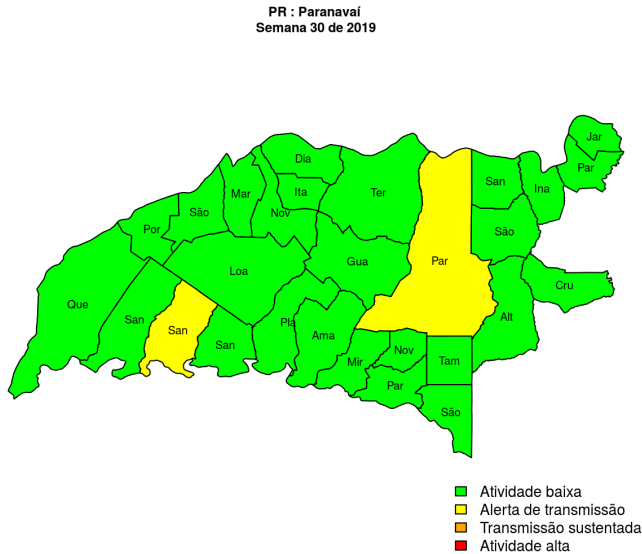 PR : Paranavaí
Semana 30 de 2019
Jar
Par
Dia
San
Ina
Mar
Ita
Ter
São
Nov
Por
São
Loa
Gua
Par
Cru
Que
San
San
San
Pla
Ama
Alt
Mir
Nov
Tam
Par
São
Atividade baixa
Alerta de transmissão
Transmissão sustentada
Atividade alta